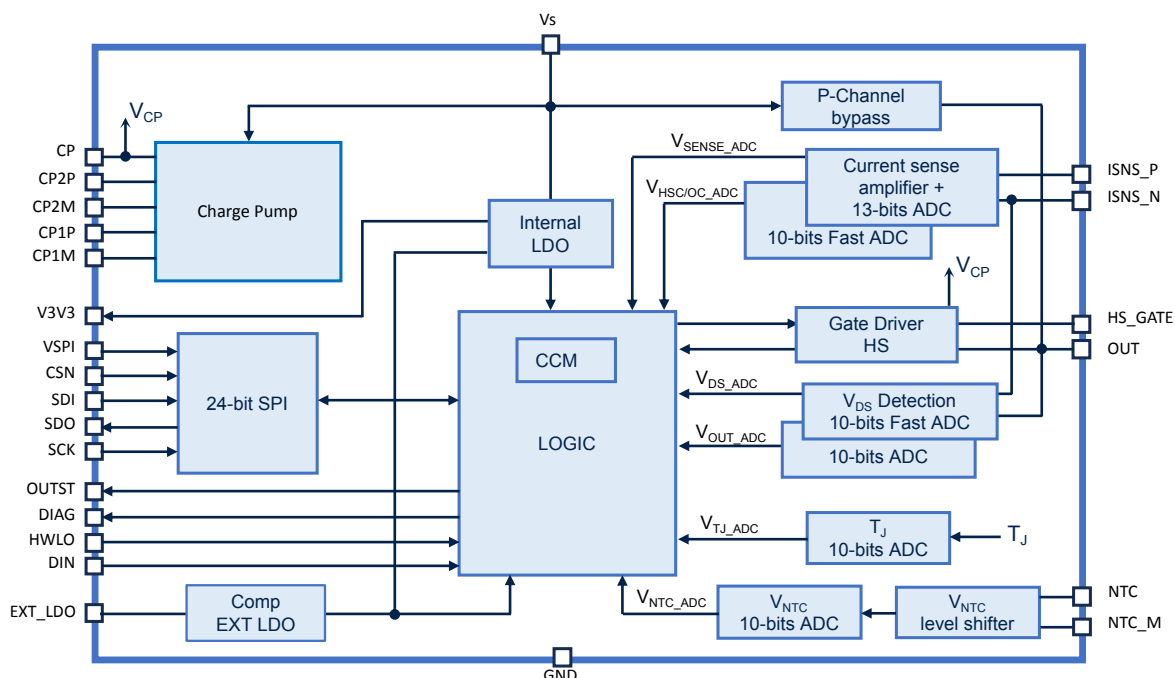 Vs
VCP
CP
CP2P
CP2M
CP1P
CP1M
Charge Pump
P-Channel
bypass
VSENSE_ADC
Current sense
amplifier +
13-bits ADC
ISNS_P
ISNS_N
VHSC/OC_ADC
10-bits Fast ADC
Internal
LDO
VCP
V3V3
Gate Driver
HS
HS_GATE
OUT
VSPI
CSN
SDI
SDO
SCK
24-bit SPI
CCM
LOGIC
VDS_ADC
VDS Detection
10-bits Fast ADC
VOUT_ADC
10-bits ADC
OUTST
DIAG
HWLO
DIN
VTJ_ADC
TJ
10-bits ADC
TJ
EXT_LDO
Comp
EXT LDO
VNTC_ADC
VNTC
10-bits ADC
VNTC
level shifter
NTC
NTC_M
GND